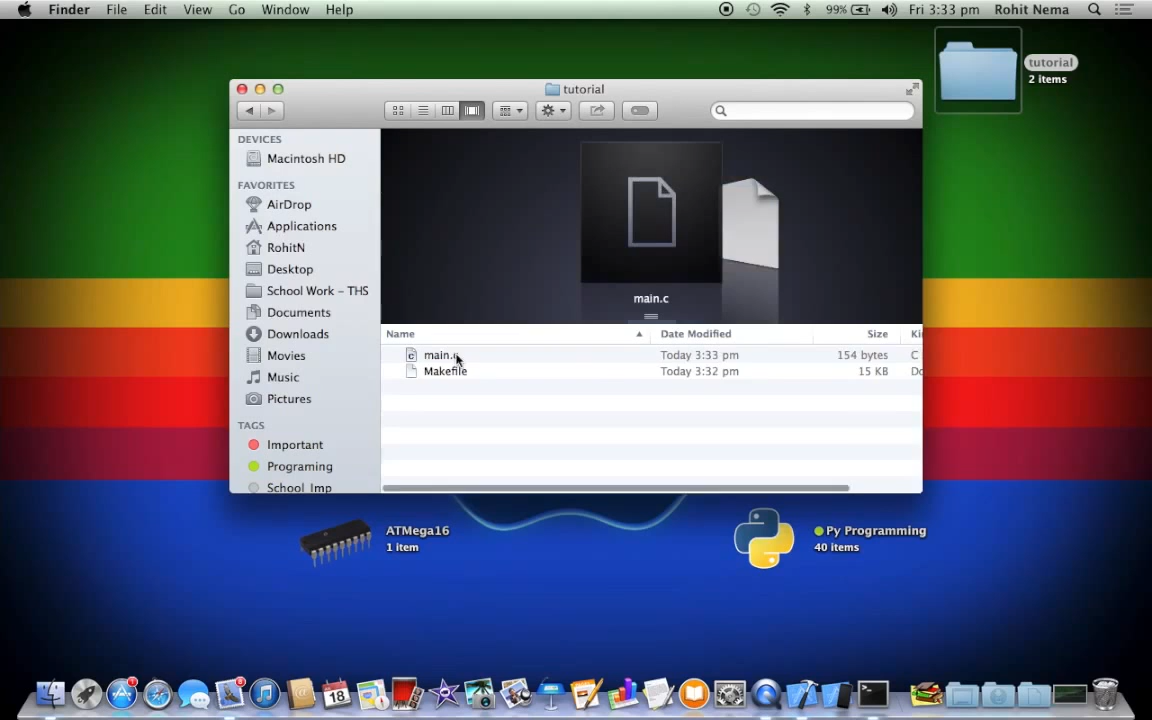 Finder File Edit View Go Window Help 99% Fri 3:33 pm Rohit Nema
tutorial
2 items
tutorial
DEVICES
Macintosh HD
FAVORITES
AirDrop
Applications
RohitN
Desktop
School Work – THS
Documents
Downloads
Movies
Music
Pictures
TAGS
Important
Programing
School Imp
main.c
Name Date Modified Size
main.c Today 3:33 pm 154 bytes C
Makefile Today 3:32 pm 15 KB
ATMega16
1 item
Py Programming
40 items
18